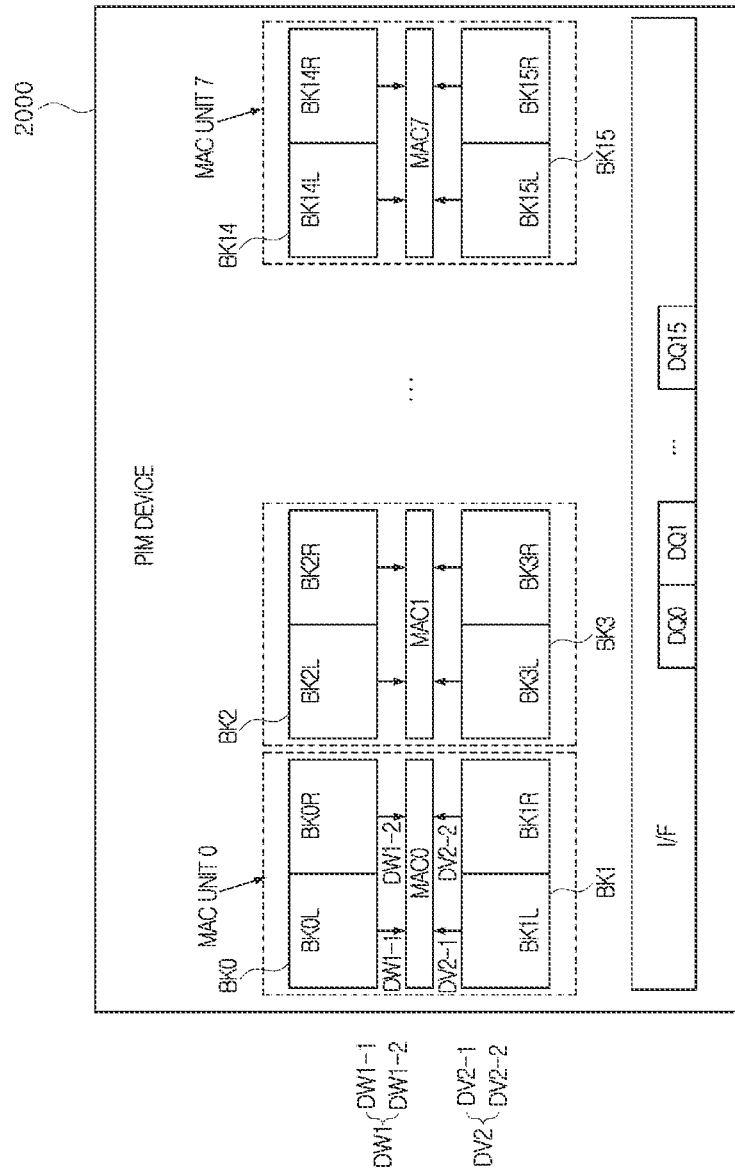 2000
PIM DEVICE
MAC UNIT 0
MAC UNIT 7
BK0
BK2
BK14
BK0L BK0R
BK2L BK2R
BK14L BK14R
DW1 DW1-1
DW1-2
DW1-1 DW1-2
MAC0
MAC1
...
MAC7
DV2-1 DV2-2
DV2 DV2-1
DV2-2
BK1L BK1R
BK3L BK3R
BK15L BK15R
BK1
BK3
BK15
I/F
DQ0 DQ1 ... DQ15